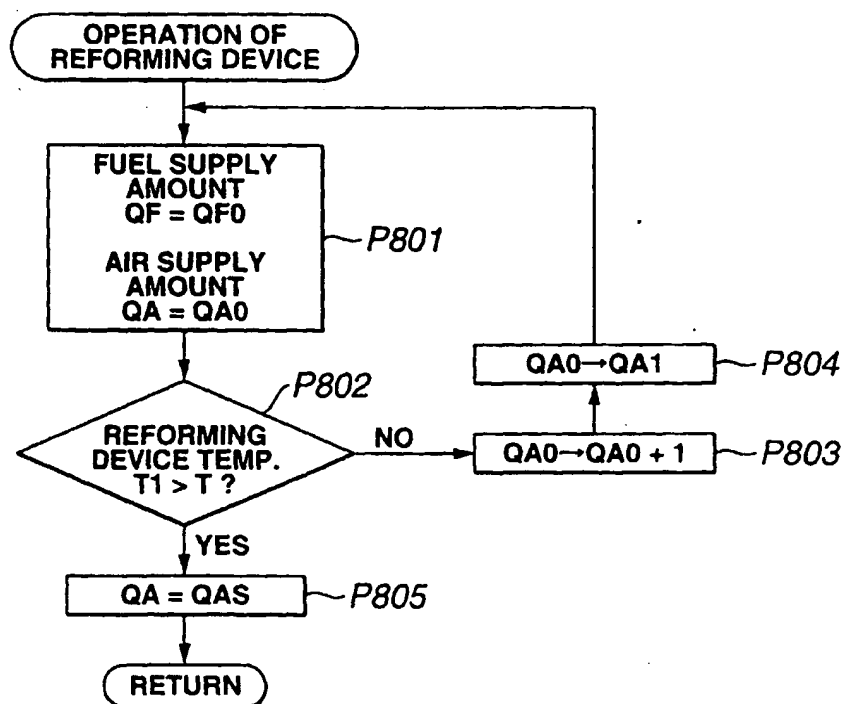 OPERATION OF
REFORMING DEVICE
FUEL SUPPLY
AMOUNT
QF = QF0
AIR SUPPLY
AMOUNT
QA = QA0
P801
P802
REFORMING
DEVICE TEMP.
T1 > T ?
NO
QA0→QA1
P804
QA0→QA0 + 1
P803
YES
QA = QAS
P805
RETURN